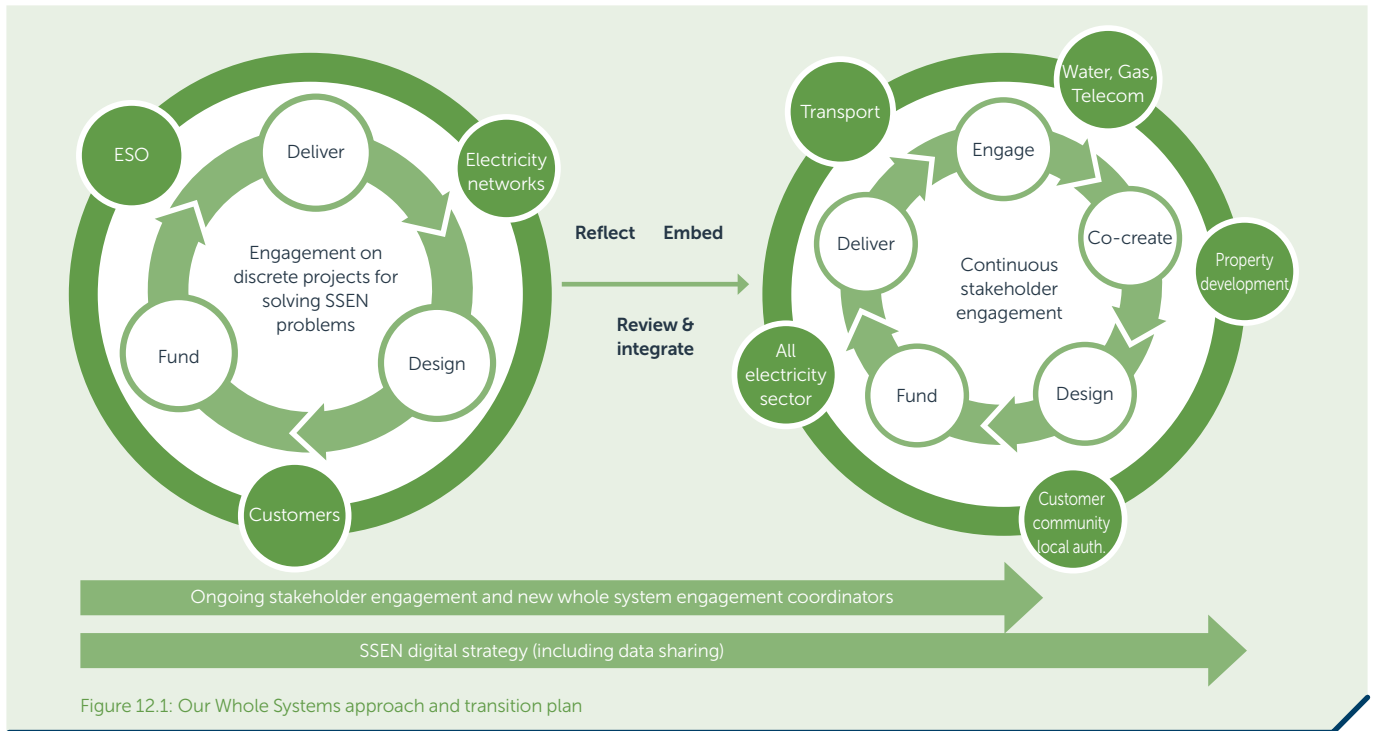 ESO
Deliver
Electricity
networks
Engagement on
discrete projects for
solving SSEN
problems
Fund
Design
Customers
Reflect Embed
Review &
integrate
Transport
Water, Gas,
Telecom
Engage
Deliver
Co-create
Continuous
stakeholder
engagement
Property
development
All
electricity
sector
Fund
Design
Customer
community
local auth.
Ongoing stakeholder engagement and new whole system engagement coordinators
SSEN digital strategy (including data sharing)
Figure 12.1: Our Whole Systems approach and transition plan